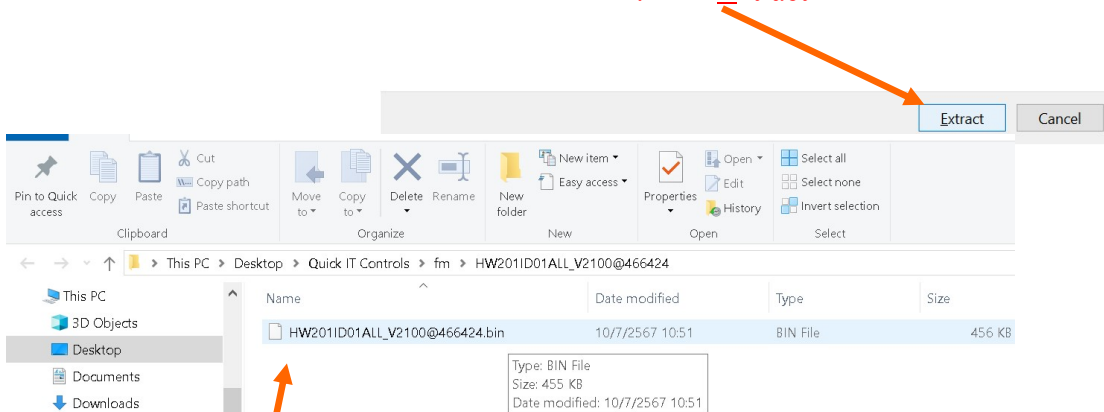 Extract Cancel
Cut
Copy path
Paste shortcut
Pin to Quick access
Copy
Paste
Clipboard
Move to
Copy to
Delete
Rename
Organize
New folder
New item
Easy access
New
Properties
Open
Edit
History
Open
Select all
Select none
Invert selection
Select
This PC > Desktop > Quick IT Controls > fm > HW201ID01ALL_V2100@466424
This PC
3D Objects
Desktop
Documents
Downloads
Name Date modified Type Size
HW201ID01ALL_V2100@466424.bin 10/7/2567 10:51 BIN File 456 KB
Type: BIN File
Size: 455 KB
Date modified: 10/7/2567 10:51